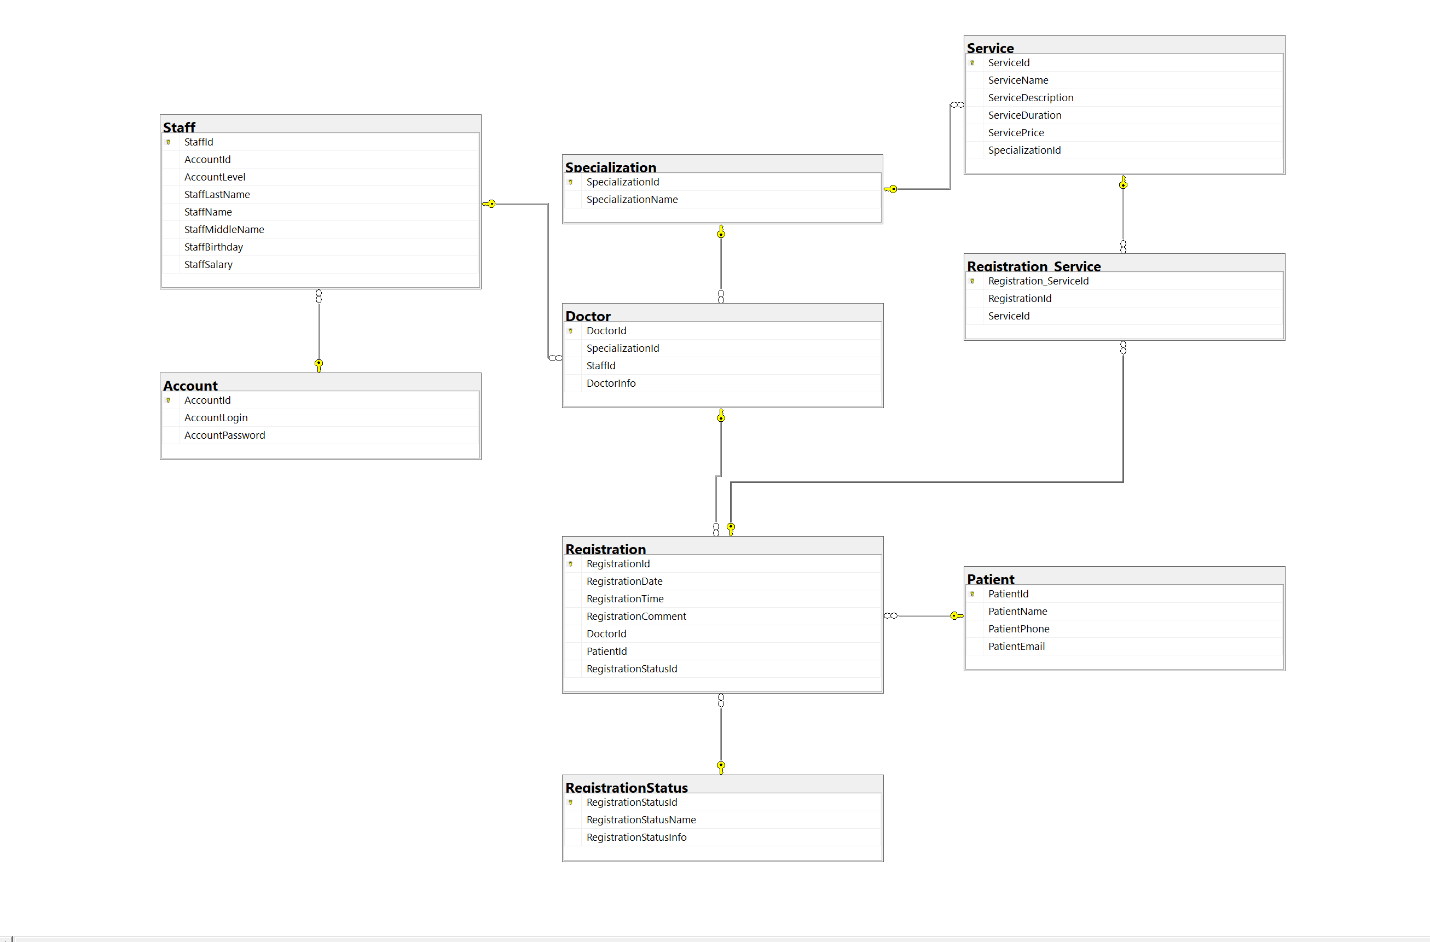 Service
ServiceId
ServiceName
ServiceDescription
ServiceDuration
ServicePrice
SpecializationId
Staff
StaffId
AccountId
AccountLevel
StaffLastName
StaffName
StaffMiddleName
StaffBirthday
StaffSalary
Specialization
SpecializationId
SpecializationName
Registration_Service
Registration_ServiceId
RegistrationId
ServiceId
Doctor
DoctorId
SpecializationId
StaffId
DoctorInfo
Account
AccountId
AccountLogin
AccountPassword
Registration
RegistrationId
RegistrationDate
RegistrationTime
RegistrationComment
DoctorId
PatientId
RegistrationStatusId
Patient
PatientId
PatientName
PatientPhone
PatientEmail
RegistrationStatus
RegistrationStatusId
RegistrationStatusName
RegistrationStatusInfo